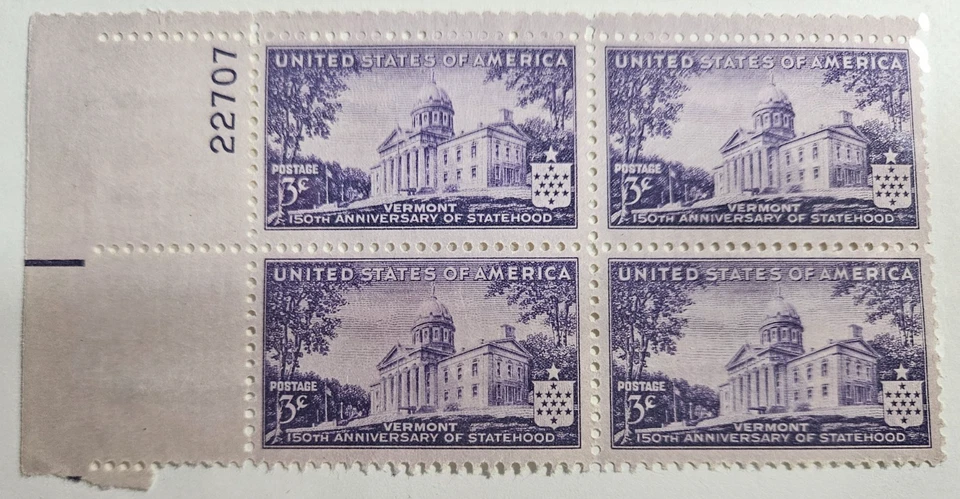 22707
UNITED STATES OF AMERICA
POSTAGE
3¢
VERMONT
150TH ANNIVERSARY OF STATEHOOD
UNITED STATES OF AMERICA
POSTAGE
3¢
VERMONT
150TH ANNIVERSARY OF STATEHOOD
UNITED STATES OF AMERICA
POSTAGE
3¢
VERMONT
150TH ANNIVERSARY OF STATEHOOD
UNITED STATES OF AMERICA
POSTAGE
3¢
VERMONT
150TH ANNIVERSARY OF STATEHOOD